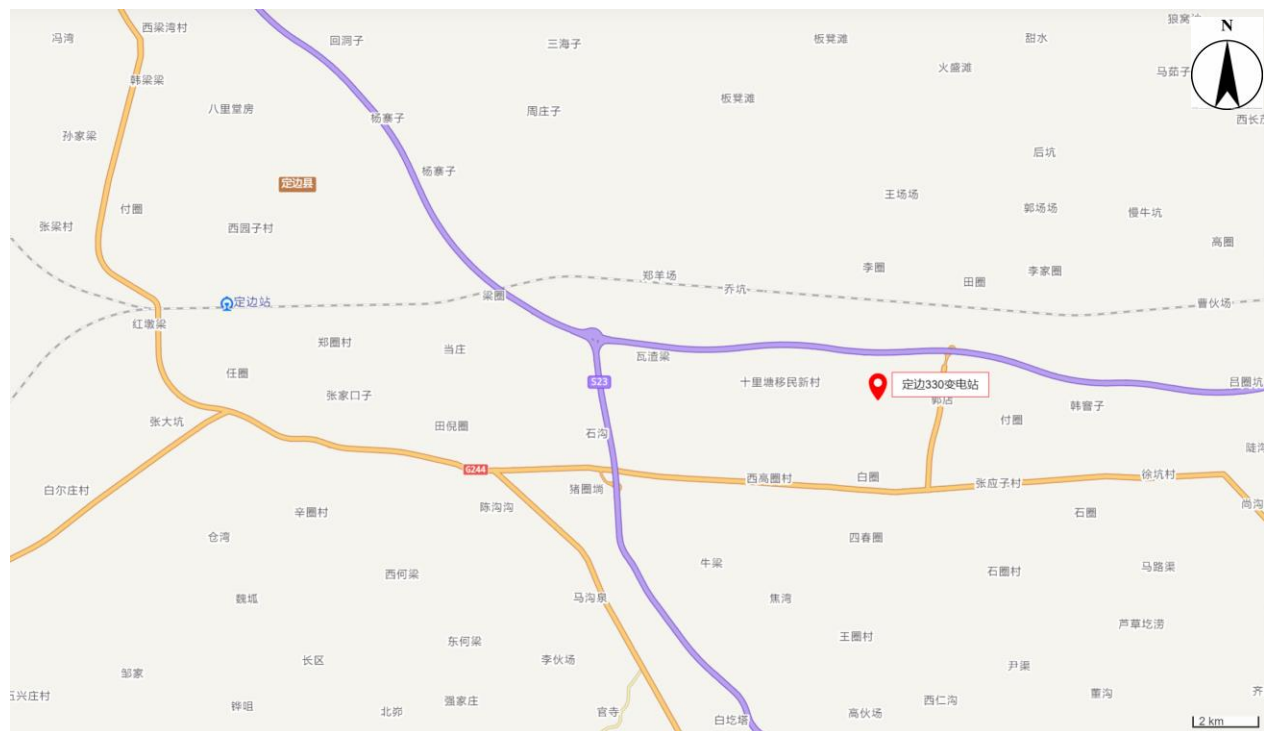 狼窝
西梁湾村
冯湾
回洞子
三海子
板凳滩
甜水
N
韩梁梁
火盛滩
马茹子
八里堂房
周庄子
板凳滩
杨寨子
孙家梁
西长
后坑
杨寨子
定边县
王场场
付圈
郭场场
慢牛坑
张梁村
西园子村
高圈
郑羊场
李圈
李家圈
田圈
乔坑
梁圈
定边站
曹伙场
红墩梁
郑圈村
当庄
瓦渣梁
任圈
S23
十里塘移民新村
定边330变电站
吕圈坑
张家口子
郭店
韩窨子
张大坑
田倪圈
石沟
付圈
G244
西高圈村
白圈
张应子村
徐坑村
白尔庄村
猪圈埫
陈沟沟
尚沟
辛圈村
石圈
仓湾
四春圈
西何梁
牛梁
石圈村
马路渠
魏坬
马沟泉
焦湾
芦草圪涝
东何梁
王圈村
长区
李伙场
尹渠
邹家
五兴庄村
强家庄
西仁沟
董沟
齐
铧咀
北峁
官寺
白圪塔
高伙场
2 km